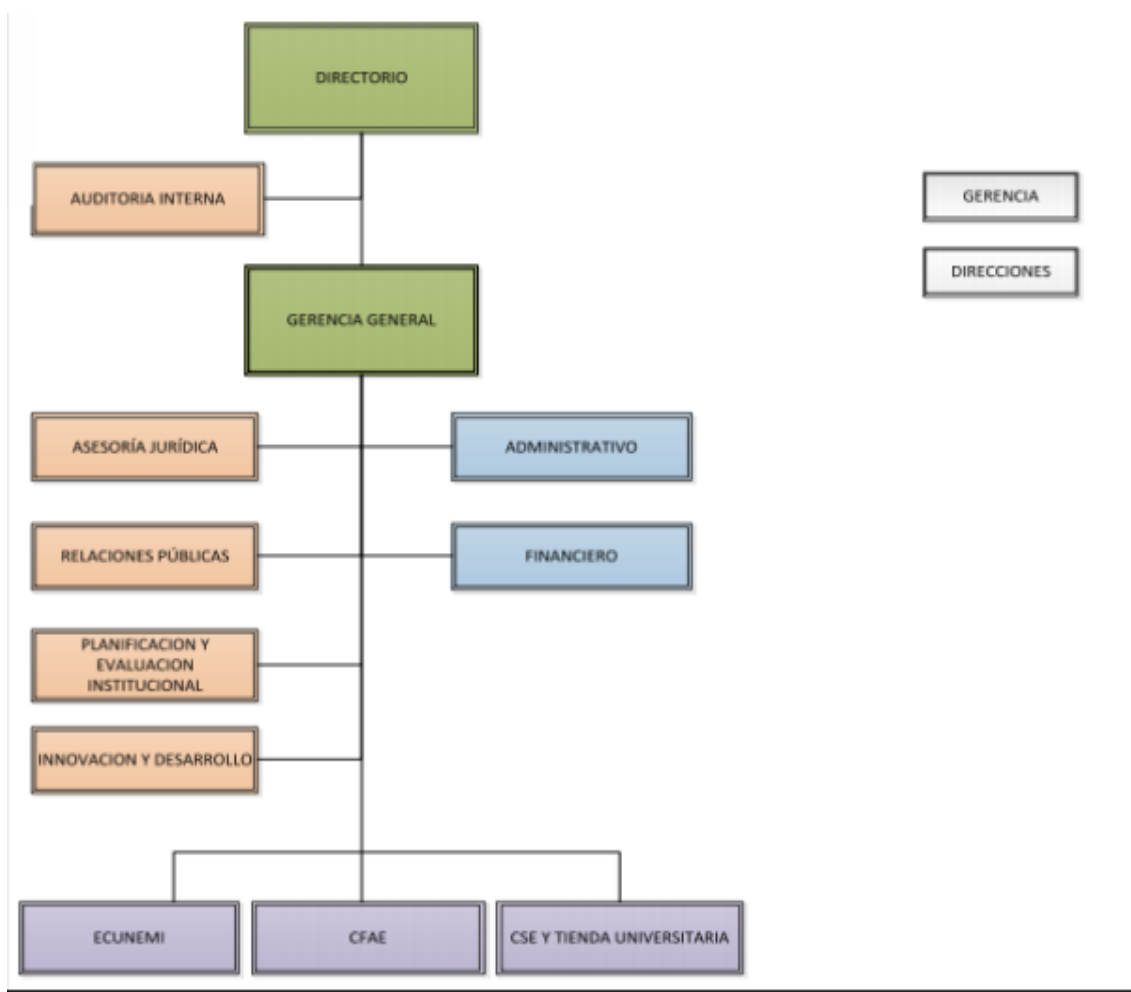 DIRECTORIO
AUDITORIA INTERNA
GERENCIA
DIRECCIONES
GERENCIA GENERAL
ASESORÍA JURÍDICA
ADMINISTRATIVO
RELACIONES PÚBLICAS
FINANCIERO
PLANIFICACION Y
EVALUACION
INSTITUCIONAL
INNOVACION Y DESARROLLO
ECUNEMI
CFAE
CSE Y TIENDA UNIVERSITARIA